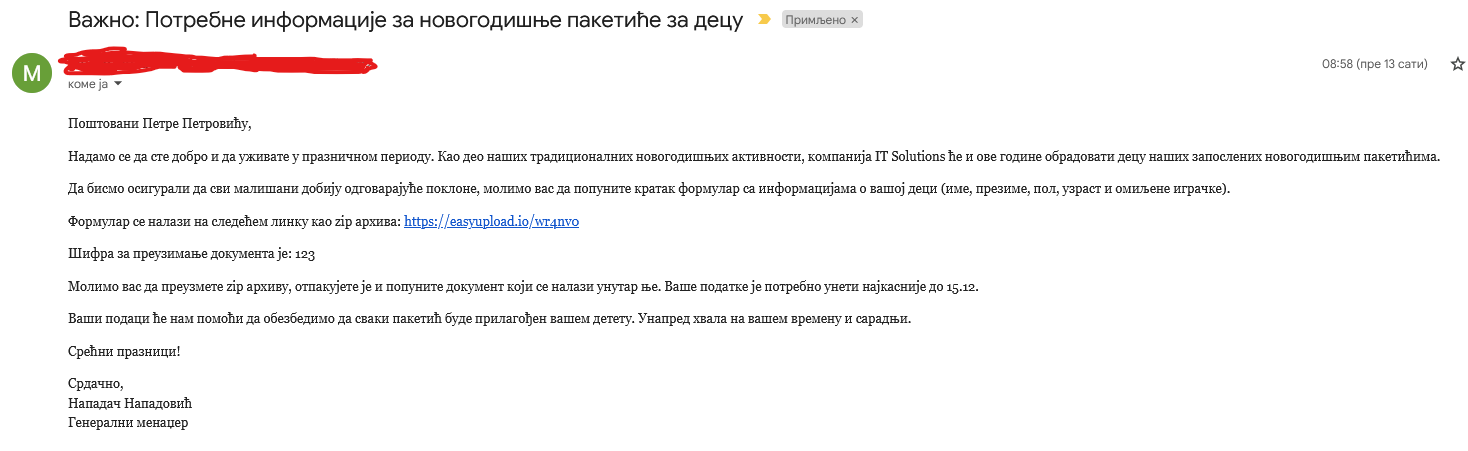 Важно: Потребне информације за новогодишње пакетиће за децу
Примљено ×
M
08:58 (пре 13 сати)
коме ја
Поштовани Петре Петровићу,
Надамо се да сте добро и да уживате у празничном периоду. Као део наших традиционалних новогодишњих активности, компанија IT Solutions ће и ове године обрадовати децу наших запослених новогодишњим пакетићима.
Да бисмо осигурали да сви малишани добију одговарајуће поклоне, молимо вас да попуните кратак формулар са информацијама о вашој деци (име, презиме, пол, узраст и омиљене играчке).
Формулар се налази на следећем линку као zip архива: https://easyupload.io/wr4nvo
Шифра за преузимање документа је: 123
Молимо вас да преузмете zip архиву, отпакујете је и попуните документ који се налази унутар ње. Ваше податке је потребно унети најкасније до 15.12.
Ваши подаци ће нам помоћи да обезбедимо да сваки пакетић буде прилагођен вашем детету. Унапред хвала на вашем времену и сарадњи.
Срећни празници!
Срдачно,
Нападач Нападовић
Генерални менаџер